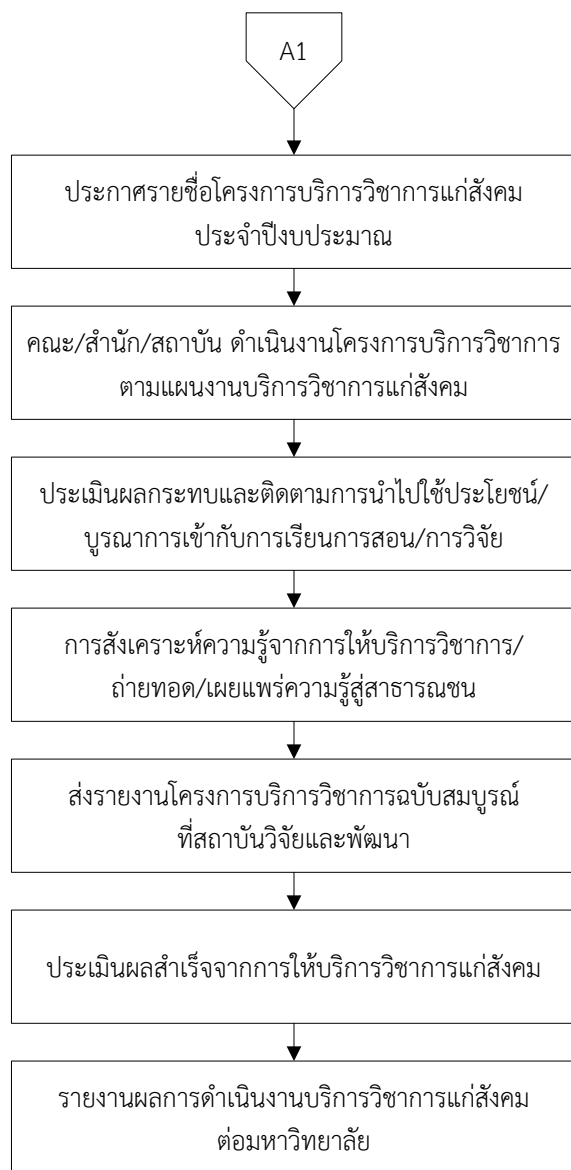 A1
ประกาศรายชื่อโครงการบริการวิชาการแก่สังคม
ประจำปีงบประมาณ
คณะ/สำนัก/สถาบัน ดำเนินงานโครงการบริการวิชาการ
ตามแผนงานบริการวิชาการแก่สังคม
ประเมินผลกระทบและติดตามการนำไปใช้ประโยชน์/
บูรณาการเข้ากับการเรียนการสอน/การวิจัย
การสังเคราะห์ความรู้จากการให้บริการวิชาการ/
ถ่ายทอด/เผยแพร่ความรู้สู่สาธารณชน
ส่งรายงานโครงการบริการวิชาการฉบับสมบูรณ์
ที่สถาบันวิจัยและพัฒนา
ประเมินผลสำเร็จจากการให้บริการวิชาการแก่สังคม
รายงานผลการดำเนินงานบริการวิชาการแก่สังคม
ต่อมหาวิทยาลัย